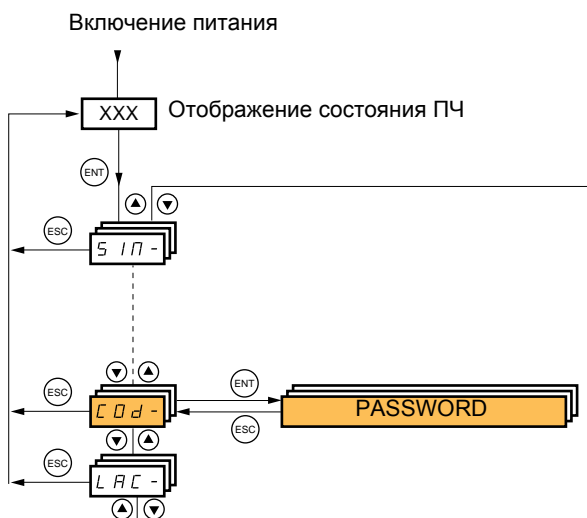 Включение питания
XXX Отображение состояния ПЧ
ENT
ESC
SIM-
ENT
ESC
COd-
PASSWORD
ESC
ESC
LAC-